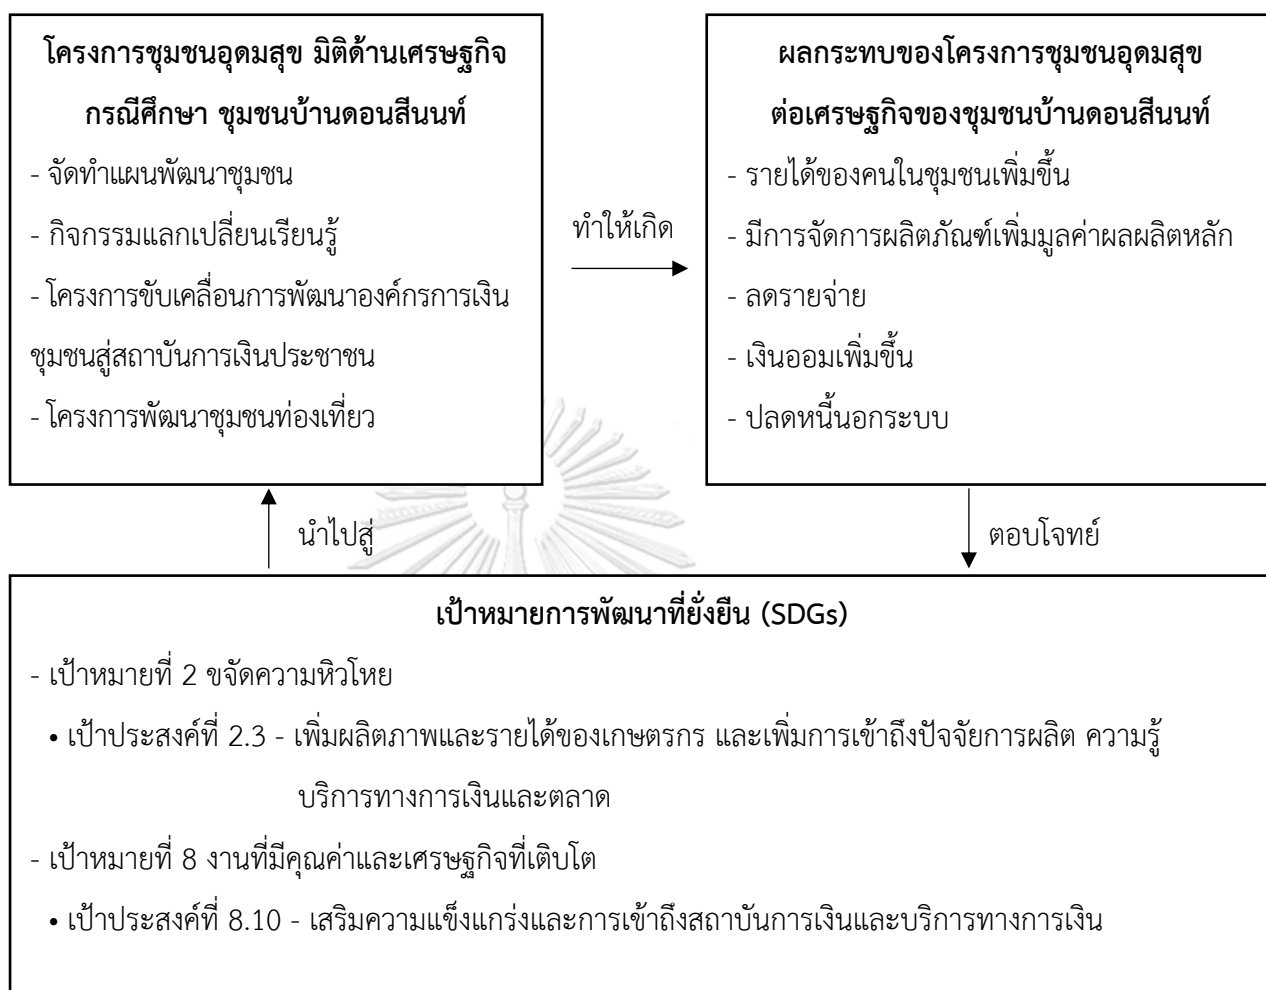 โครงการชุมชนอุดมสุข มิติด้านเศรษฐกิจ
กรณีศึกษา ชุมชนบ้านดอนสีนนท์
- จัดทำแผนพัฒนาชุมชน
- กิจกรรมแลกเปลี่ยนเรียนรู้
- โครงการขับเคลื่อนการพัฒนาองค์กรการเงิน
ชุมชนสู่สถาบันการเงินประชาชน
- โครงการพัฒนาชุมชนท่องเที่ยว
ทำให้เกิด
ผลกระทบของโครงการชุมชนอุดมสุข
ต่อเศรษฐกิจของชุมชนบ้านดอนสีนนท์
- รายได้ของคนในชุมชนเพิ่มขึ้น
- มีการจัดการผลิตภัณฑ์เพิ่มมูลค่าผลผลิตหลัก
- ลดรายจ่าย
- เงินออมเพิ่มขึ้น
- ปลดหนี้นอกระบบ
นำไปสู่
ตอบโจทย์
เป้าหมายการพัฒนาที่ยั่งยืน (SDGs)
- เป้าหมายที่ 2 ขจัดความหิวโหย
• เป้าประสงค์ที่ 2.3 - เพิ่มผลิตภาพและรายได้ของเกษตรกร และเพิ่มการเข้าถึงปัจจัยการผลิต ความรู้
บริการทางการเงินและตลาด
- เป้าหมายที่ 8 งานที่มีคุณค่าและเศรษฐกิจที่เติบโต
• เป้าประสงค์ที่ 8.10 - เสริมความแข็งแกร่งและการเข้าถึงสถาบันการเงินและบริการทางการเงิน